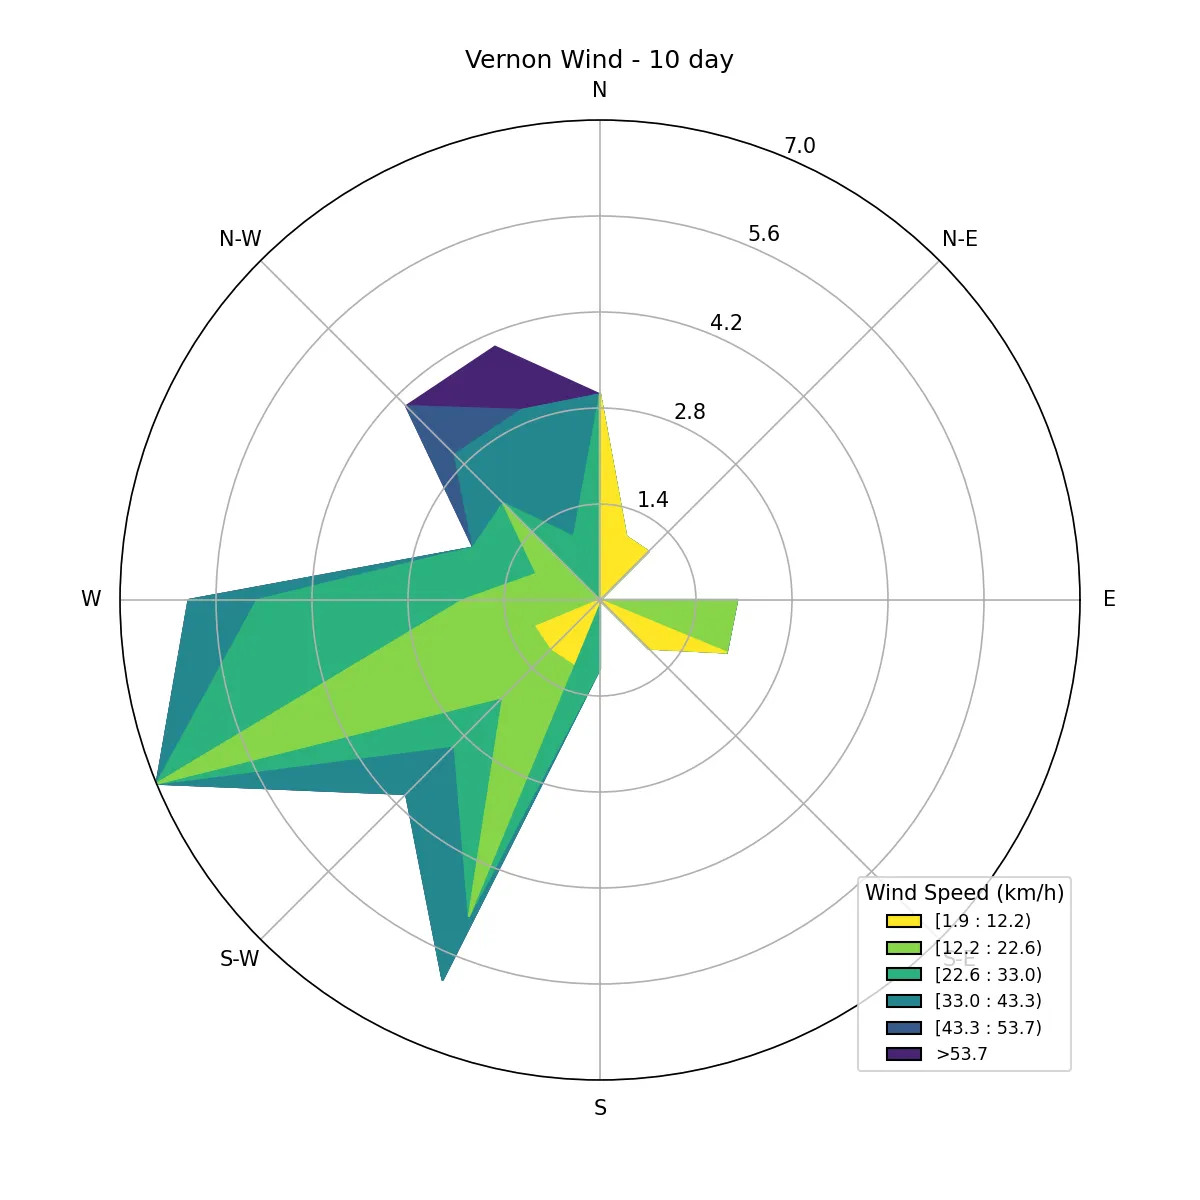 Vernon Wind - 10 day
N
7.0
5.6
N-W
N-E
4.2
2.8
1.4
W
E
S-W
S-E
Wind Speed (km/h)
[1.9 : 12.2)
[12.2 : 22.6)
[22.6 : 33.0)
[33.0 : 43.3)
[43.3 : 53.7)
>53.7
S